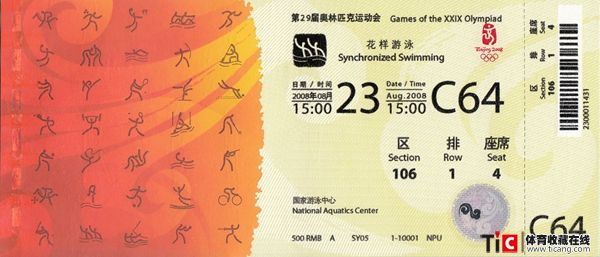 第29届奥林匹克运动会 Games of the XXIX Olympiad
花样游泳
Synchronized Swimming
Beijing 2008
日期 / 时间 Date / Time
2008年08月 23 Aug.2008 C64
15:00 15:00
区 排 座席
Section Row Seat
106 1 4
国家游泳中心
National Aquatics Center
500 RMB A SY05 1-10001 NPU
区 排 座席
Section Row Seat
106 1 4
2300011431
C64
TiC 体育收藏在线
www.ticang.com